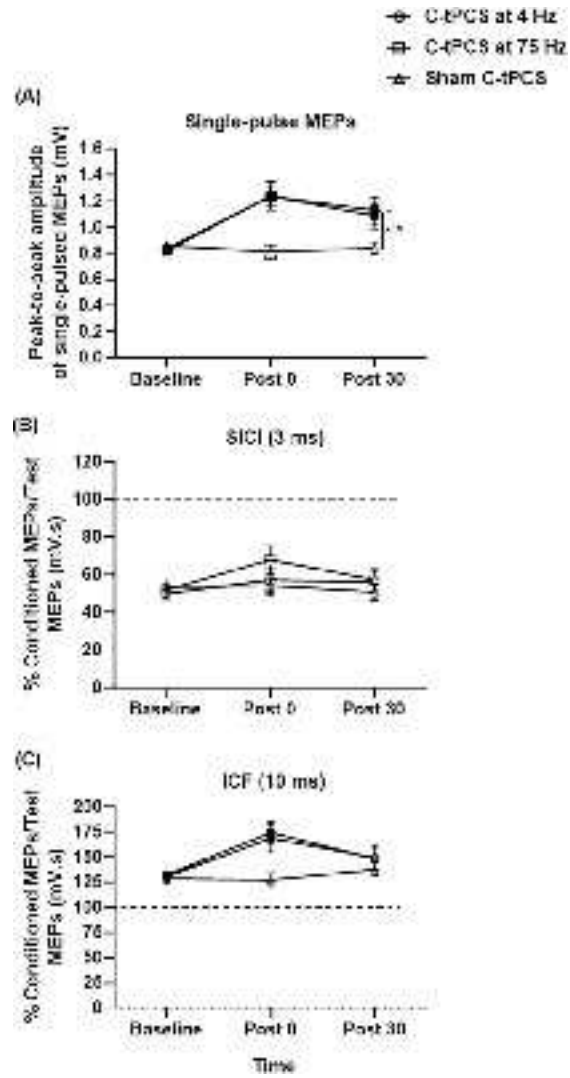 C-tPCS at 4 Hz
C-tPCS at 75 Hz
Sham C-tPCS
(A)
Single-pulse MEPs
Peak-to-peak amplitude
of single-pulsed MEPs (mV)
1.6
1.4
1.2
1.0
0.8
0.6
0.4
0.2
0.0
*
Baseline
Post 0
Post 30
(B)
SICI (3 ms)
% Conditioned MEPs/Test
MEPs (mV.s)
120
100
80
60
40
20
0
Baseline
Post 0
Post 30
(C)
ICF (10 ms)
% Conditioned MEPs/Test
MEPs (mV.s)
200
175
150
125
100
75
50
25
0
Baseline
Post 0
Post 30
Time